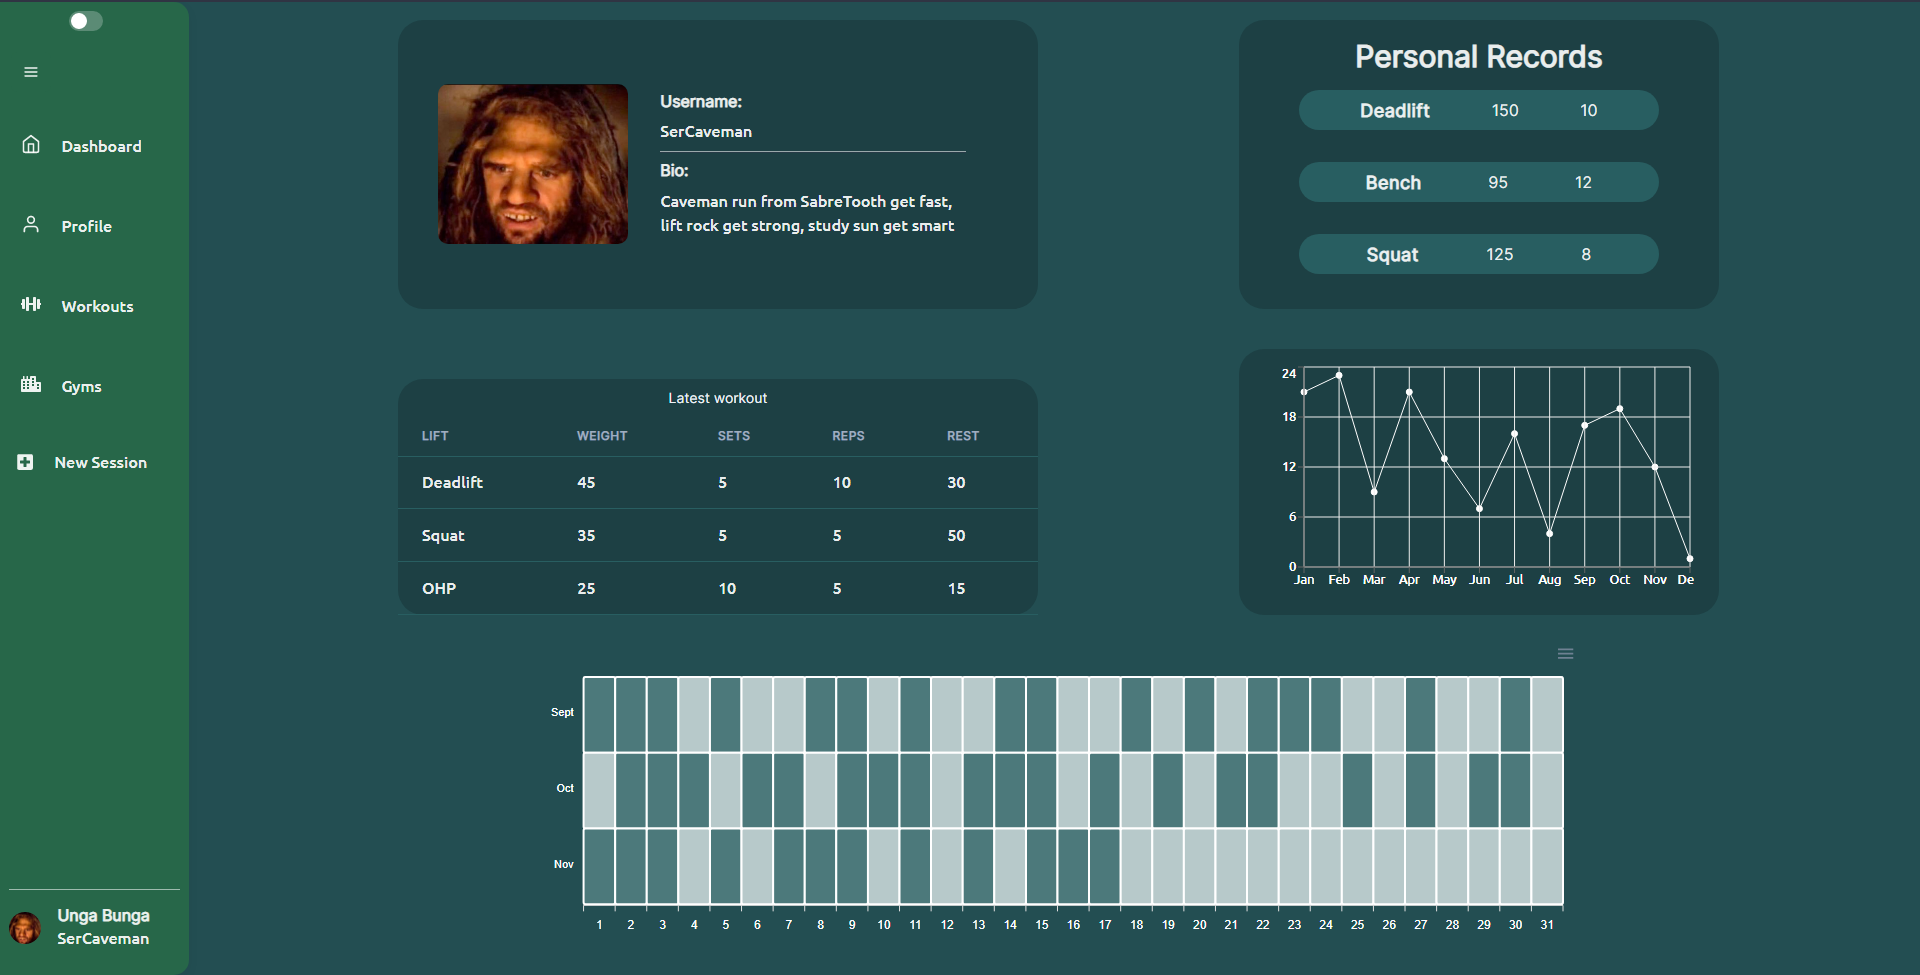 Dashboard
Profile
Workouts
Gyms
New Session
Unga Bunga
SerCaveman
Username:
SerCaveman
Bio:
Caveman run from SabreTooth get fast,
lift rock get strong, study sun get smart
Personal Records
Deadlift 150 10
Bench 95 12
Squat 125 8
Latest workout
LIFT WEIGHT SETS REPS REST
Deadlift 45 5 10 30
Squat 35 5 5 50
OHP 25 10 5 15
24
18
12
6
0
Jan Feb Mar Apr May Jun Jul Aug Sep Oct Nov De
Sept
Oct
Nov
1 2 3 4 5 6 7 8 9 10 11 12 13 14 15 16 17 18 19 20 21 22 23 24 25 26 27 28 29 30 31